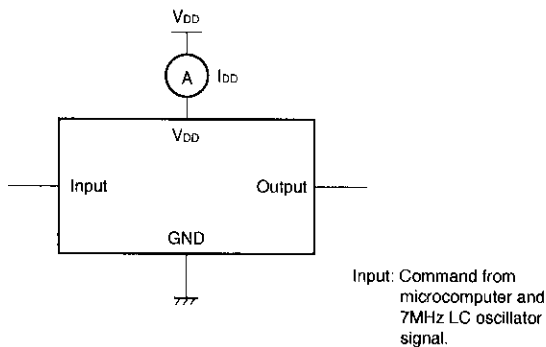 VDD
A
IDD
VDD
Input
Output
GND
Input: Command from
microcomputer and
7MHz LC oscillator
signal.